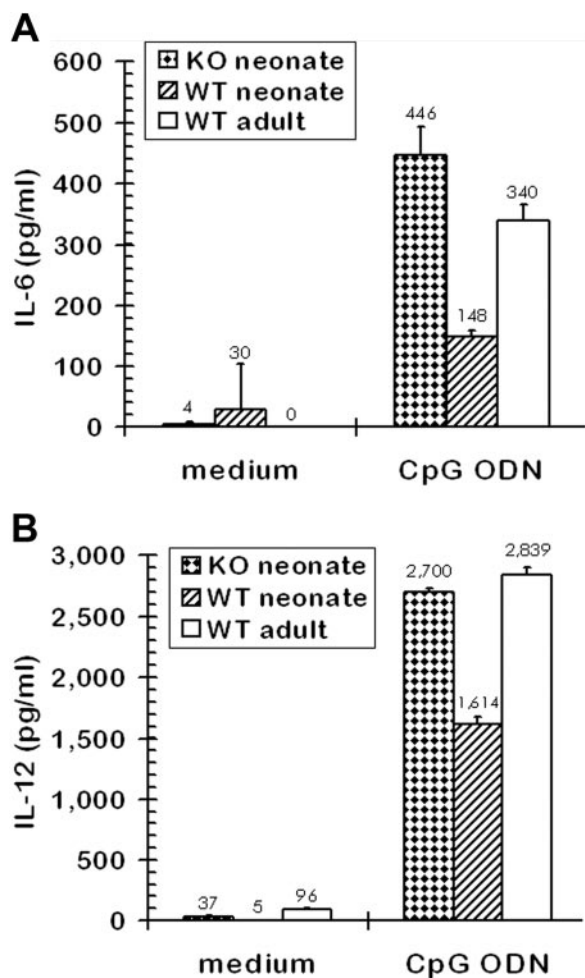 A
600
500
400
300
200
100
0
IL-6 (pg/ml)
KO neonate
WT neonate
WT adult
4
30
0
446
148
340
medium
CpG ODN
B
3,000
2,500
2,000
1,500
1,000
500
0
IL-12 (pg/ml)
KO neonate
WT neonate
WT adult
37
5
96
2,700
1,614
2,839
medium
CpG ODN